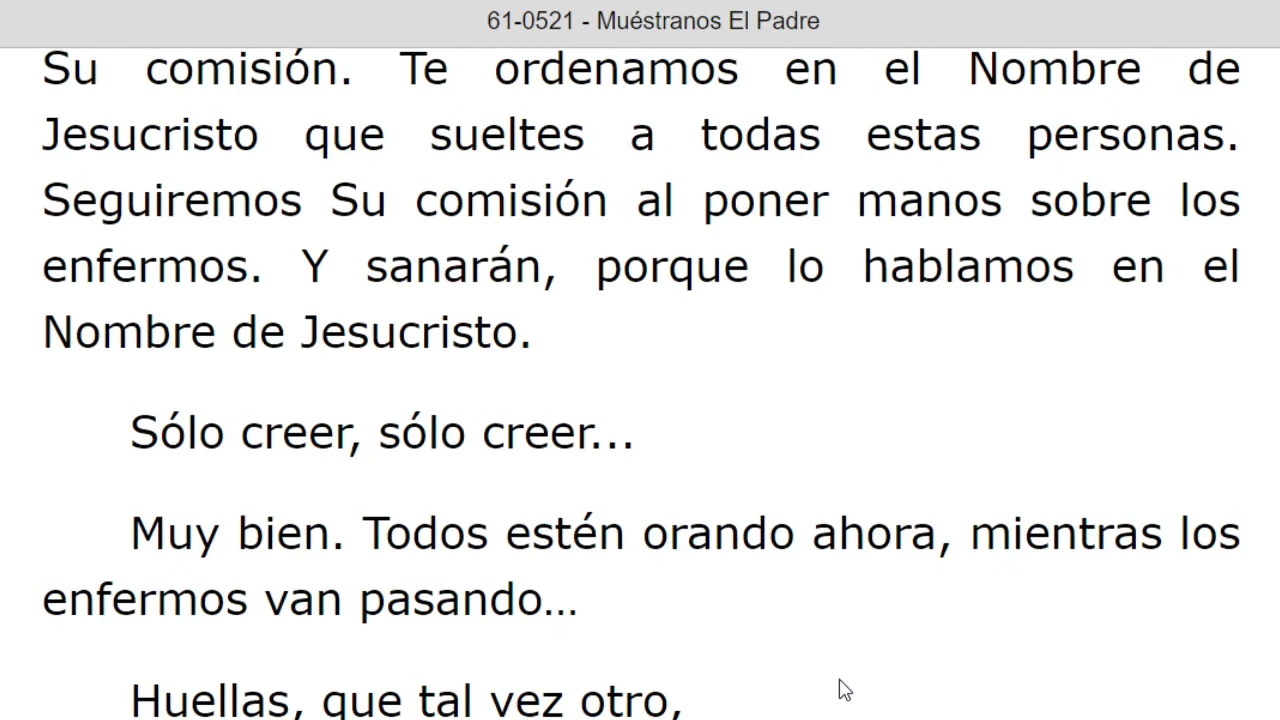 61-0521 - Muéstranos El Padre
Su comisión. Te ordenamos en el Nombre de
Jesucristo que sueltes a todas estas personas.
Seguiremos Su comisión al poner manos sobre los
enfermos. Y sanarán, porque lo hablamos en el
Nombre de Jesucristo.
Sólo creer, sólo creer...
Muy bien. Todos estén orando ahora, mientras los
enfermos van pasando…
Huellas, que tal vez otro,